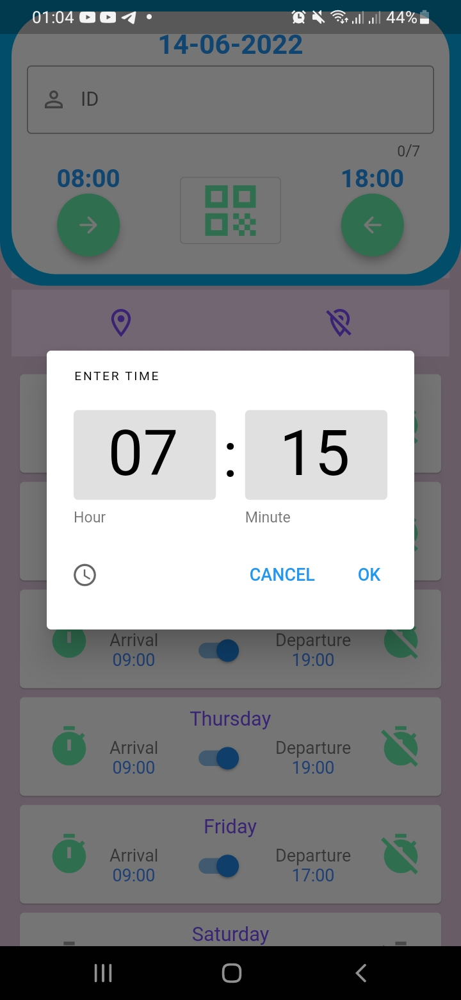 01:04 44%
14-06-2022
ID
0/7
08:00 18:00
ENTER TIME
07 : 15
Hour Minute
CANCEL OK
Arrival Departure
09:00 19:00
Thursday
Arrival Departure
09:00 19:00
Friday
Arrival Departure
09:00 17:00
Saturday